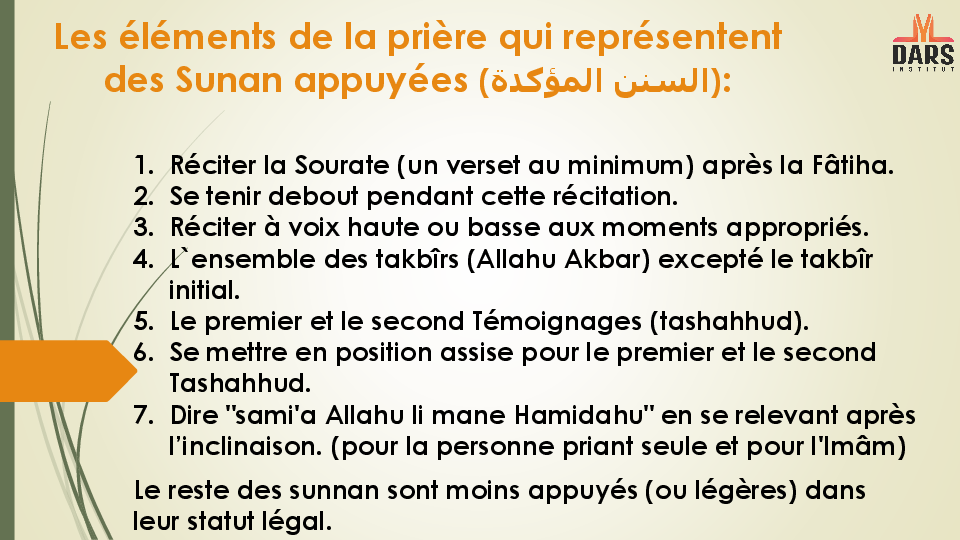 Les éléments de la prière qui représentent
des Sunan appuyées (السنن المؤكدة):
DARS
INSTITUT
1. Réciter la Sourate (un verset au minimum) après la Fâtiha.
2. Se tenir debout pendant cette récitation.
3. Réciter à voix haute ou basse aux moments appropriés.
4. L`ensemble des takbîrs (Allahu Akbar) excepté le takbîr
initial.
5. Le premier et le second Témoignages (tashahhud).
6. Se mettre en position assise pour le premier et le second
Tashahhud.
7. Dire "sami'a Allahu li mane Hamidahu" en se relevant après
l’inclinaison. (pour la personne priant seule et pour l'Imâm)
Le reste des sunnan sont moins appuyés (ou légères) dans
leur statut légal.